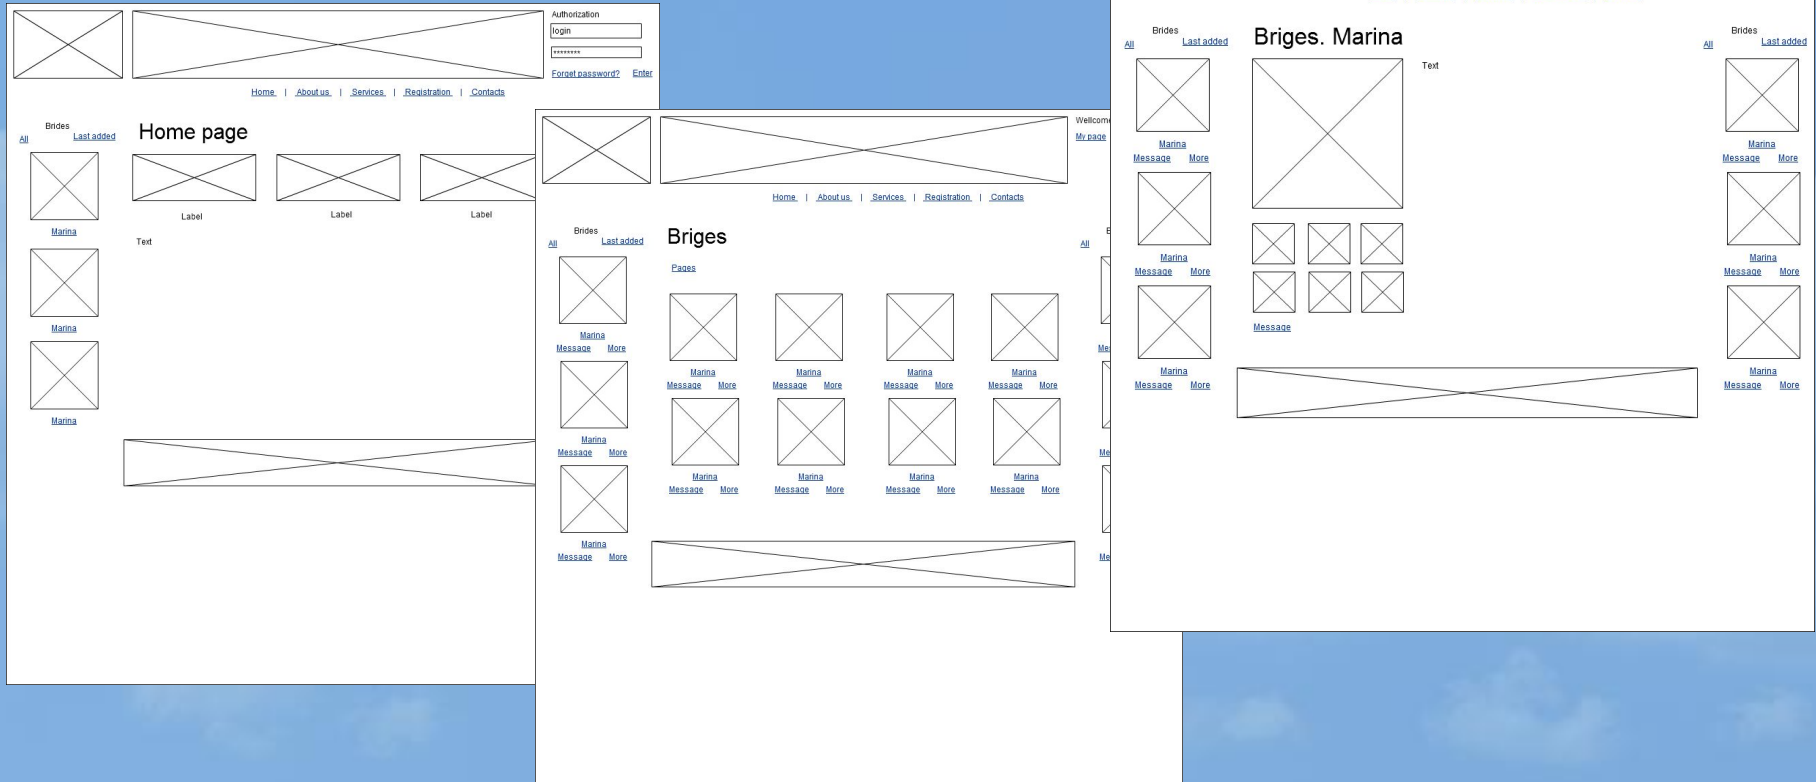 Authorization
login
********
Forget password? Enter
Home | About us | Services | Registration | Contacts
Brides
All Last added
Marina
Marina
Marina
Home page
Label Label Label
Text
Wellcome
My page
Home | About us | Services | Registration | Contacts
Brides
All Last added
Marina
Message More
Marina
Message More
Marina
Message More
Briges
Pages
Marina Marina Marina Marina
Message More Message More Message More Message More
Marina Marina Marina Marina
Message More Message More Message More Message More
All
Brides
All Last added
Marina
Message More
Marina
Message More
Marina
Message More
Briges. Marina
Text
Message
Brides
All Last added
Marina
Message More
Marina
Message More
Marina
Message More